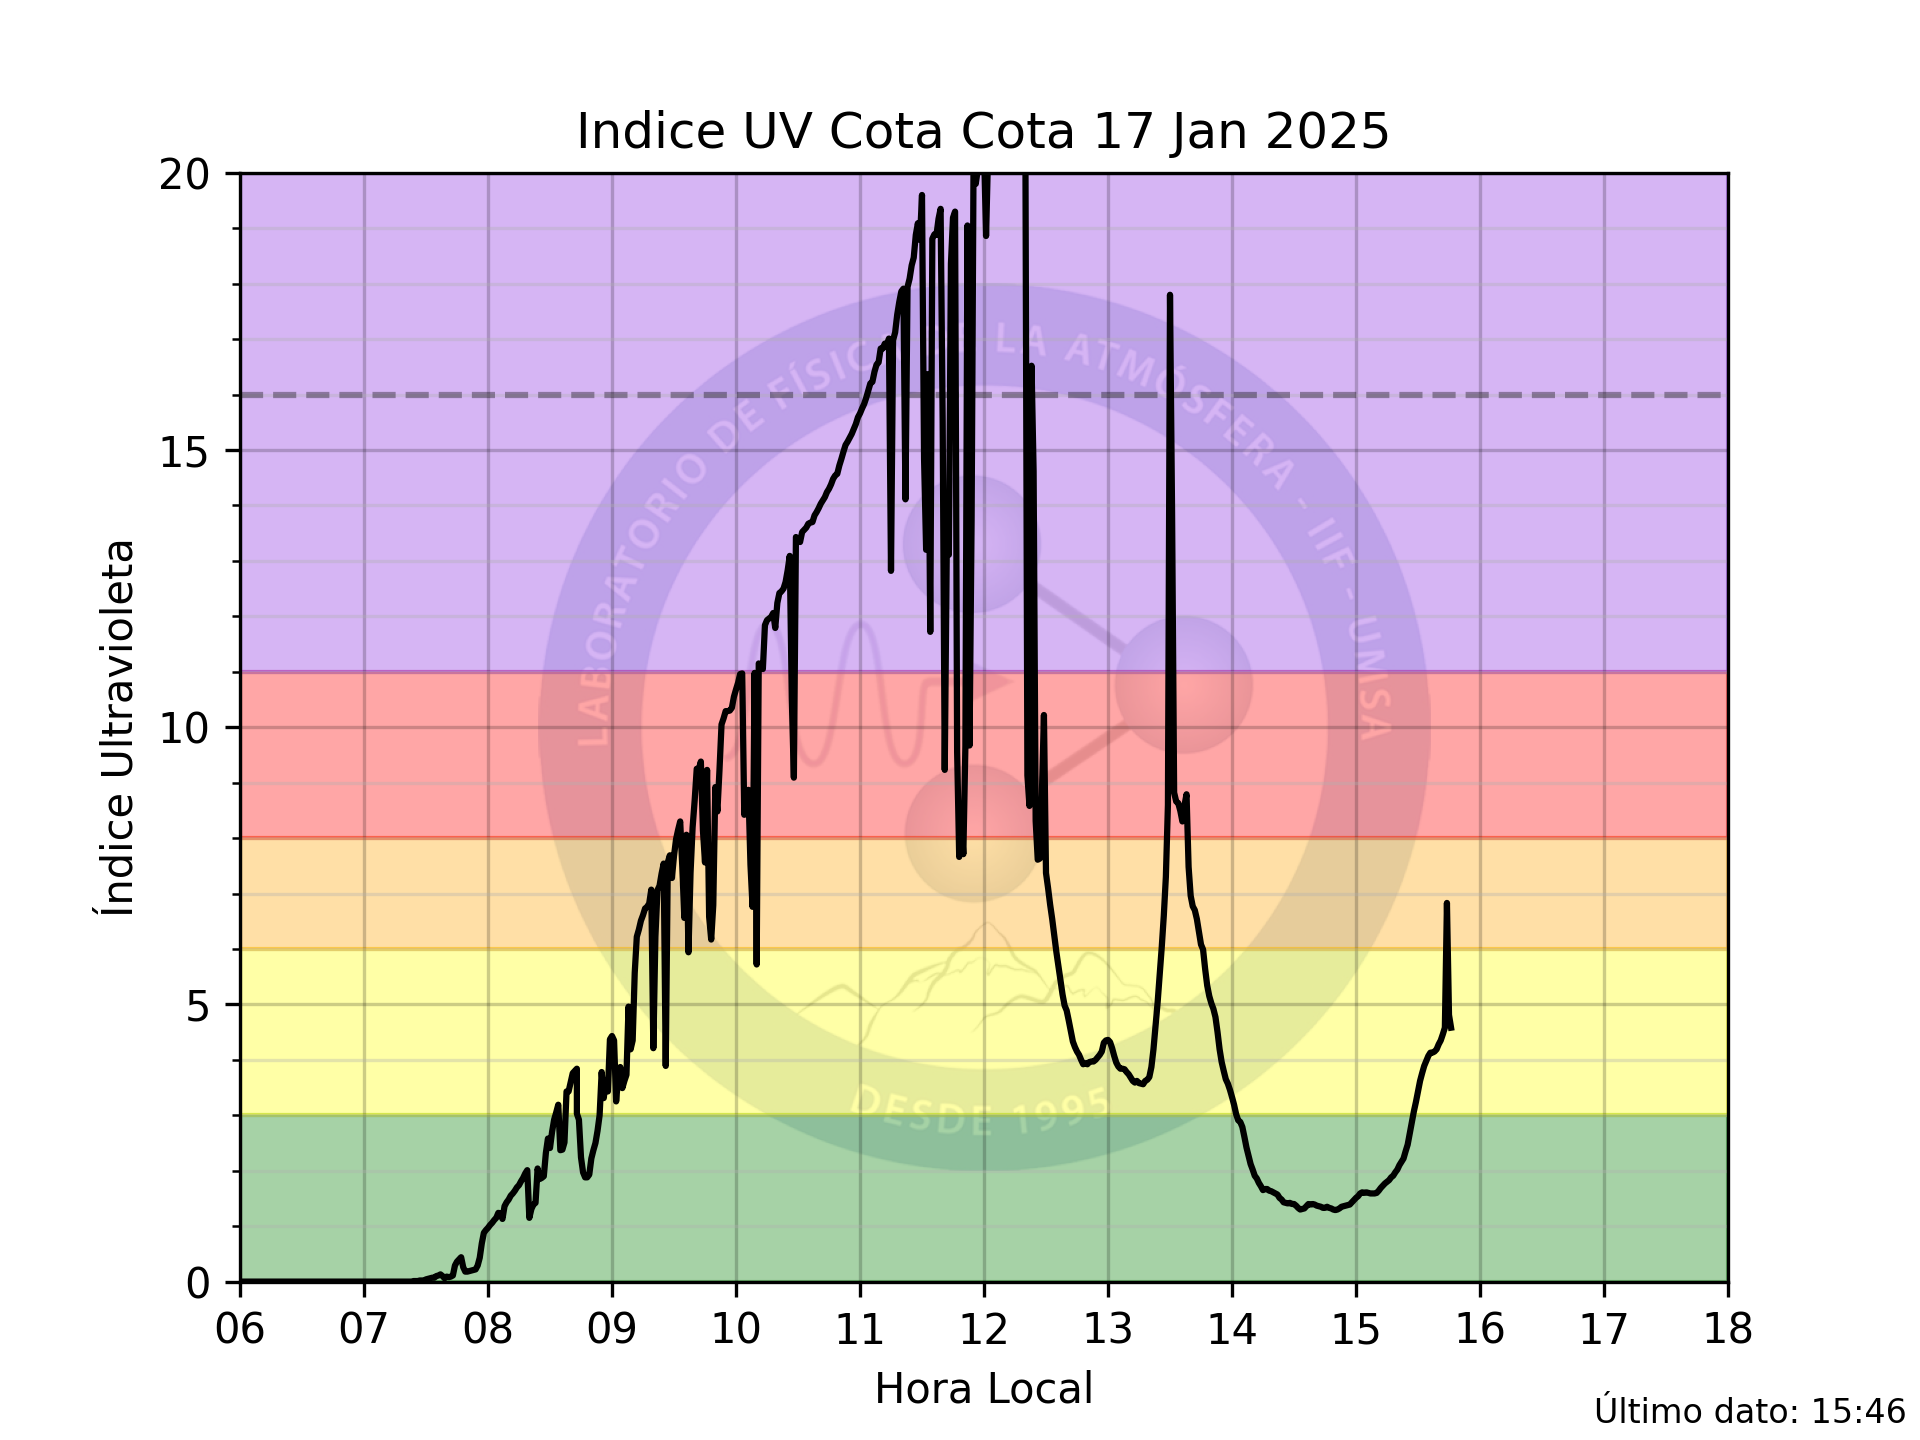 Indice UV Cota Cota 17 Jan 2025
20
15
10
5
0
Índice Ultravioleta
LABORATORIO DE FÍSIC LA ATMÓSFERA - IIF - UMSA
DESDE 1995
06 07 08 09 10 11 12 13 14 15 16 17 18
Hora Local
Último dato: 15:46